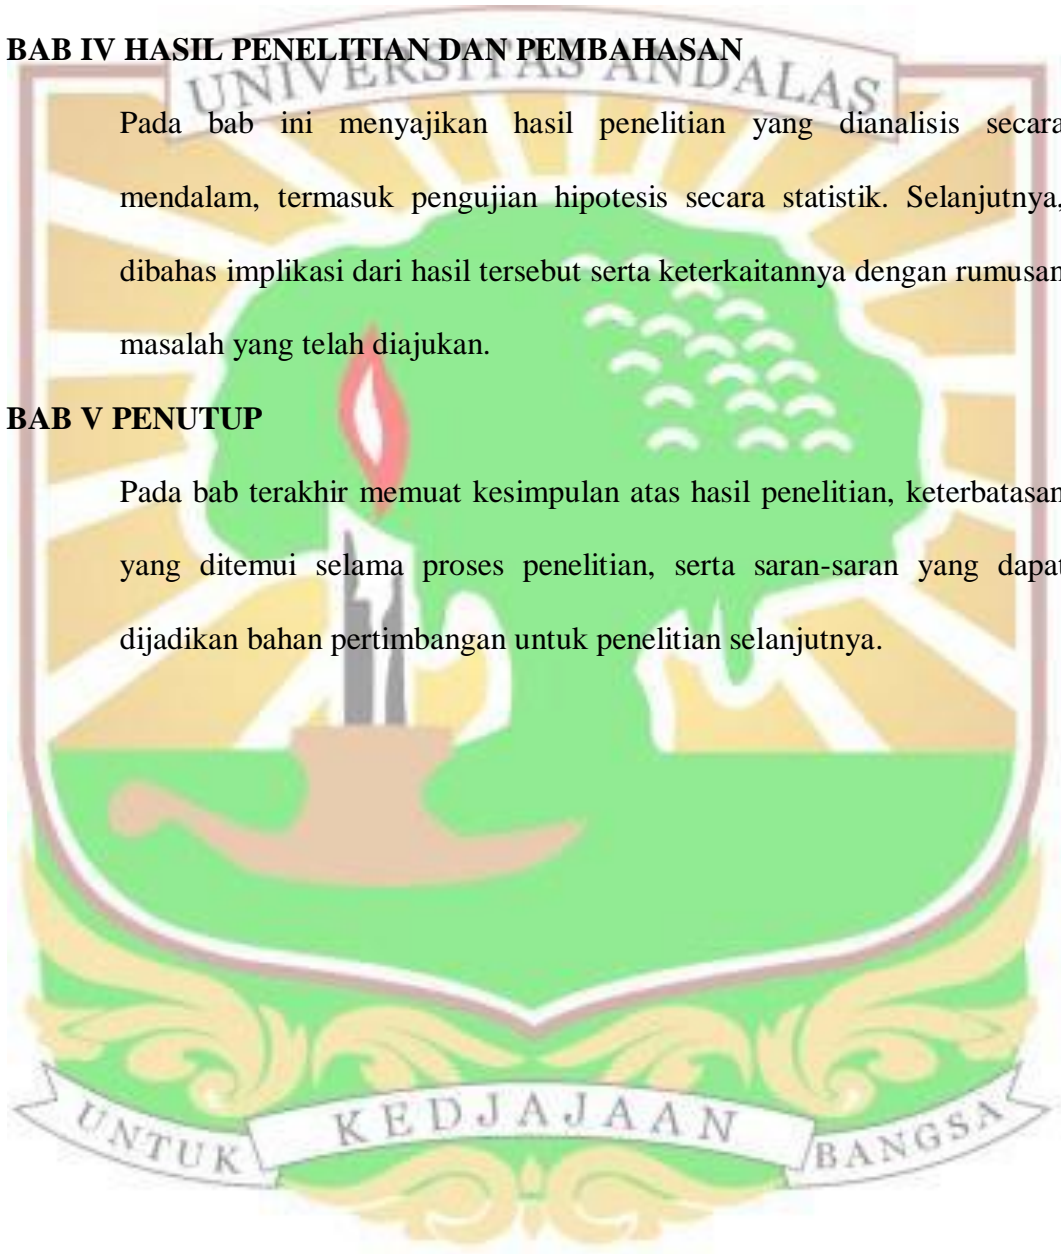 BAB IV HASIL PENELITIAN DAN PEMBAHASAN
UNIVERSITAS ANDALAS
Pada bab ini menyajikan hasil penelitian yang dianalisis secara
mendalam, termasuk pengujian hipotesis secara statistik. Selanjutnya,
dibahas implikasi dari hasil tersebut serta keterkaitannya dengan rumusan
masalah yang telah diajukan.
BAB V PENUTUP
Pada bab terakhir memuat kesimpulan atas hasil penelitian, keterbatasan
yang ditemui selama proses penelitian, serta saran-saran yang dapat
dijadikan bahan pertimbangan untuk penelitian selanjutnya.
UNTUK KEDJAJAAN BANGSA